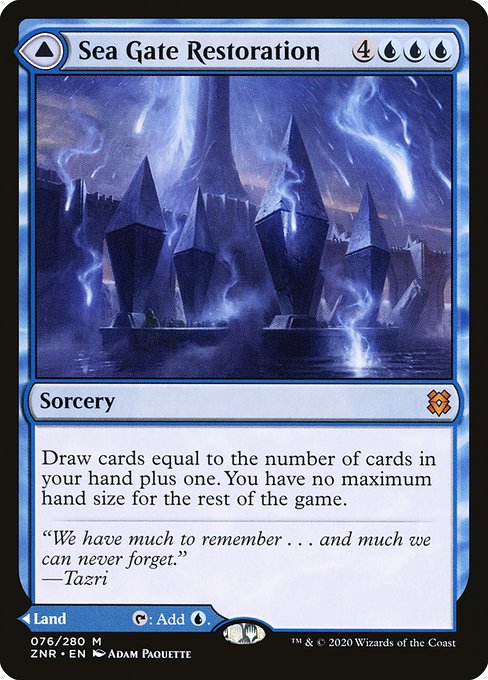 Sea Gate Restoration 4
Sorcery
Draw cards equal to the number of cards in
your hand plus one. You have no maximum
hand size for the rest of the game.
“We have much to remember . . . and much we
can never forget.”
—Tazri
Land : Add
076/280 M
ZNR • EN Adam Paquette
™ & © 2020 Wizards of the Coast